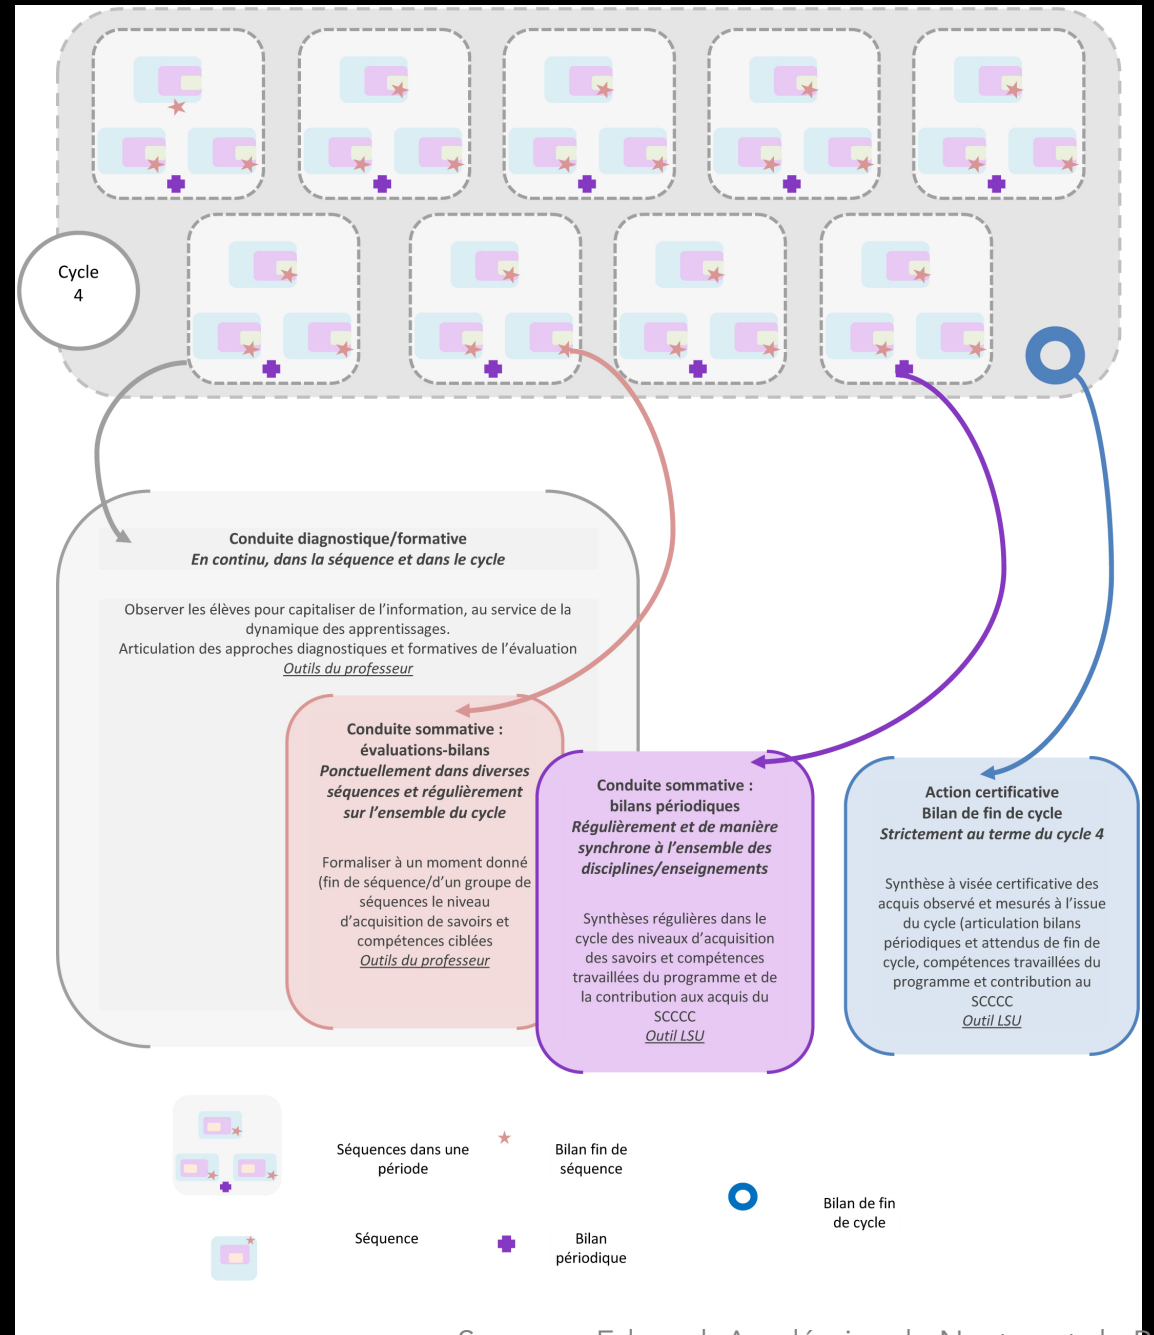 Cycle
4
Conduite diagnostique/formative
En continu, dans la séquence et dans le cycle
Observer les élèves pour capitaliser de l’information, au service de la
dynamique des apprentissages.
Articulation des approches diagnostiques et formatives de l’évaluation
Outils du professeur
Conduite sommative :
évaluations-bilans
Ponctuellement dans diverses
séquences et régulièrement
sur l’ensemble du cycle
Formaliser à un moment donné
(fin de séquence/d’un groupe de
séquences le niveau
d’acquisition de savoirs et
compétences ciblées
Outils du professeur
Conduite sommative :
bilans périodiques
Régulièrement et de manière
synchrone à l’ensemble des
disciplines/enseignements
Synthèses régulières dans le
cycle des niveaux d’acquisition
des savoirs et compétences
travaillées du programme et de
la contribution aux acquis du
SCCCC
Outil LSU
Action certificative
Bilan de fin de cycle
Strictement au terme du cycle 4
Synthèse à visée certificative des
acquis observé et mesurés à l’issue
du cycle (articulation bilans
périodiques et attendus de fin de
cycle, compétences travaillées du
programme et contribution au
SCCCC
Outil LSU
Séquences dans une
période
Bilan fin de
séquence
Bilan de fin
de cycle
Séquence
Bilan
périodique